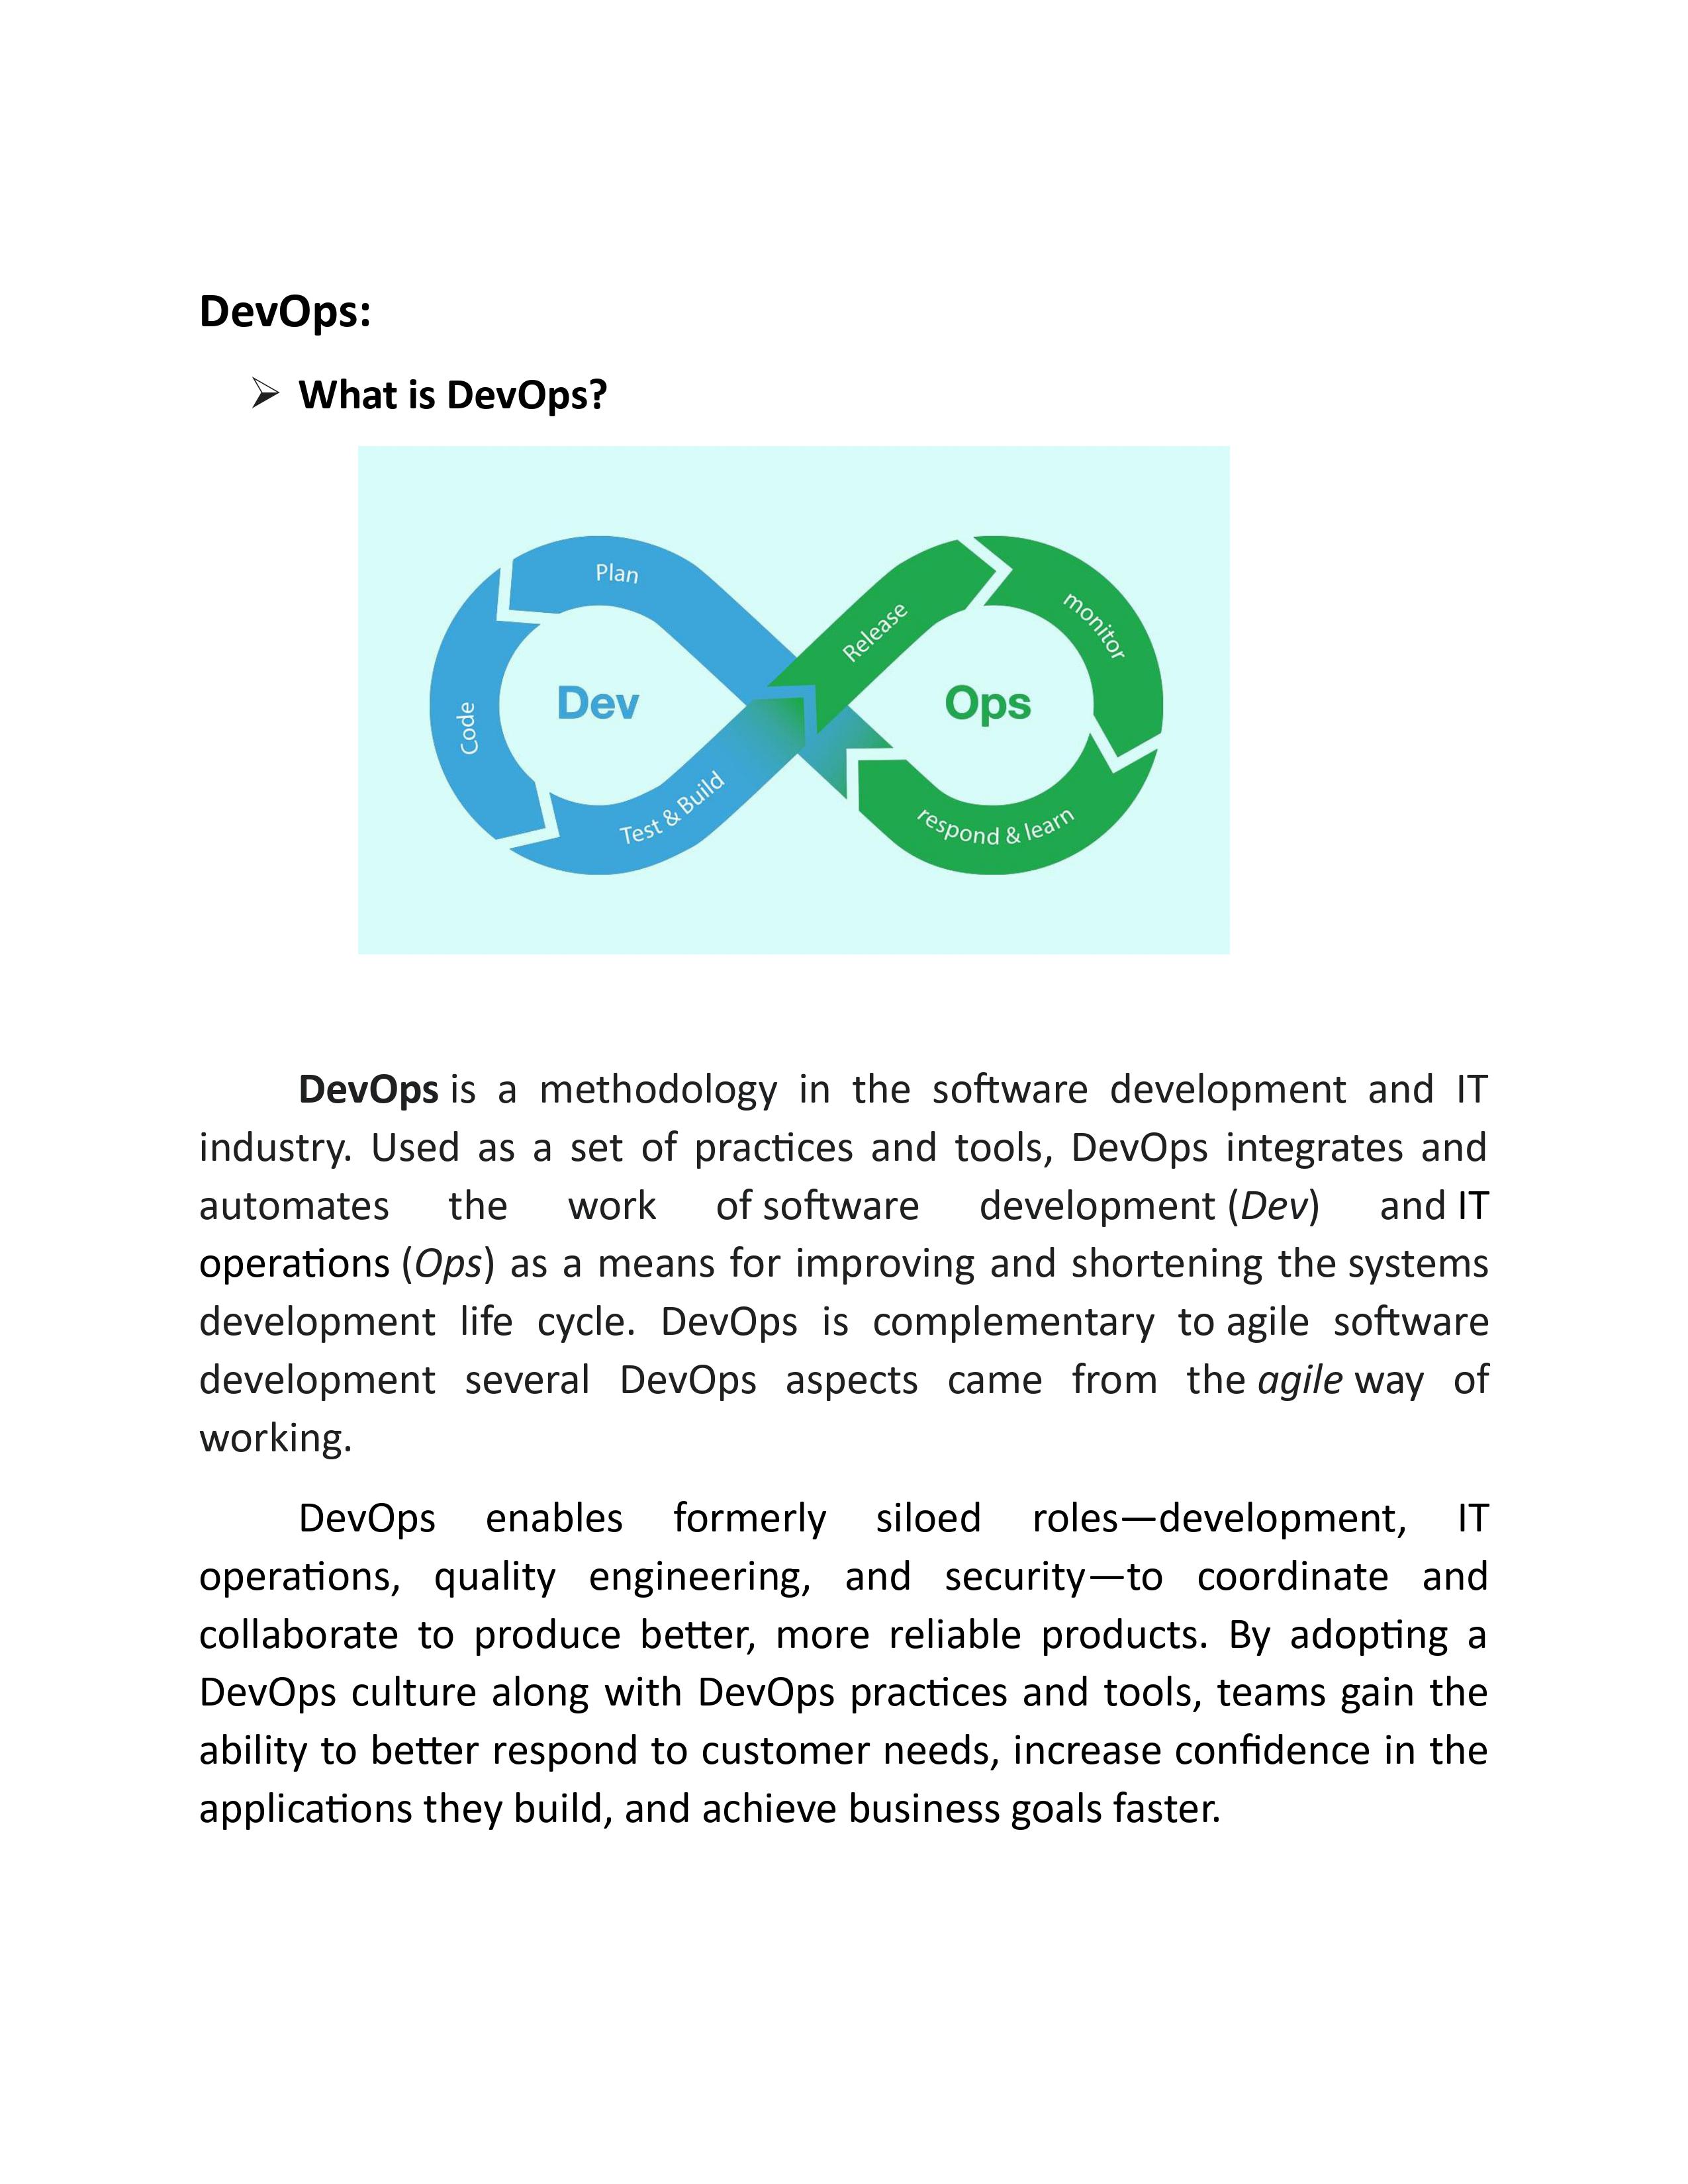 DevOps:
➢ What is DevOps?
Plan
Release
monitor
Dev
Ops
Code
Test & Build
respond & learn
DevOps is a methodology in the software development and IT
industry. Used as a set of practices and tools, DevOps integrates and
automates the work of software development (Dev) and IT
operations (Ops) as a means for improving and shortening the systems
development life cycle. DevOps is complementary to agile software
development several DevOps aspects came from the agile way of
working.
DevOps enables formerly siloed roles—development, IT
operations, quality engineering, and security—to coordinate and
collaborate to produce better, more reliable products. By adopting a
DevOps culture along with DevOps practices and tools, teams gain the
ability to better respond to customer needs, increase confidence in the
applications they build, and achieve business goals faster.